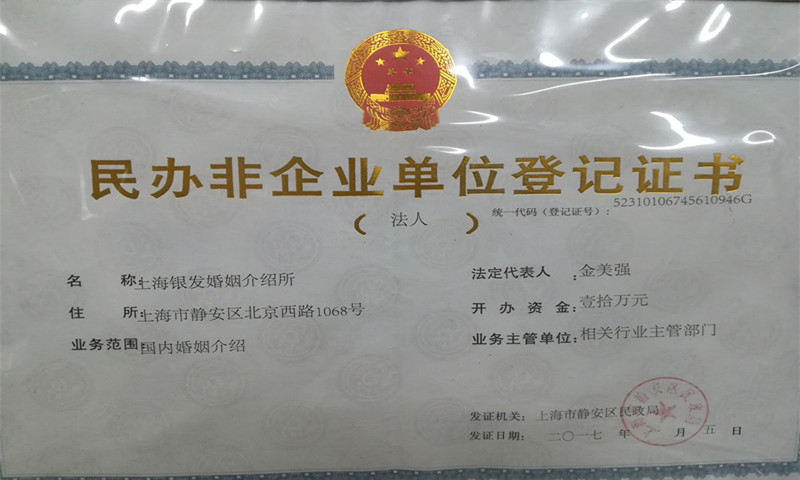 民办非企业单位登记证书
（ 法人 ）
统一代码（登记证号）：52310106745610946G
名 称：上海银发婚姻介绍所
住 所：上海市静安区北京西路1068号
业务范围：国内婚姻介绍
法定代表人 金美强
开办资金：壹拾万元
业务主管单位：相关行业主管部门
发证机关：上海市静安区民政局
发证日期：二〇一七 年 月 五 日